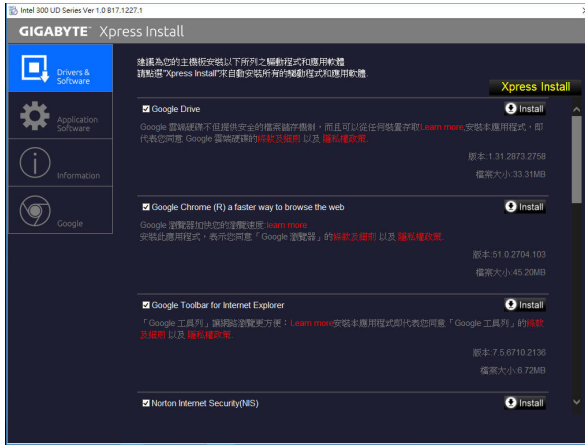 Intel 300 UD Series Ver 1.0 B17.1227.1
GIGABYTE™ Xpress Install
Drivers &
Software
Application
Software
Information
Google
建議為您的主機板安裝以下所列之驅動程式和應用軟體
請點選"Xpress Install"來自動安裝所有的驅動程式和應用軟體.
Xpress Install
Google Drive
Install
Google 雲端硬碟不但提供安全的檔案儲存機制，而且可以從任何裝置存取Learn more,安裝本應用程式，即
代表您同意 Google 雲端硬碟的條款及細則 以及 隱私權政策.
版本:1.31.2873.2758
檔案大小:33.31MB
Google Chrome (R) a faster way to browse the web
Install
Google 瀏覽器加快您的瀏覽速度.learn more
安裝此應用程式，表示您同意「Google 瀏覽器」的條款及細則 以及 隱私權政策.
版本:51.0.2704.103
檔案大小:45.20MB
Google Toolbar for Internet Explorer
Install
「Google 工具列」讓網路瀏覽更方便：Learn more安裝本應用程式即代表您同意「Google 工具列」的條款
及細則 以及 隱私權政策.
版本:7.5.6710.2136
檔案大小:6.72MB
Norton Internet Security(NIS)
Install